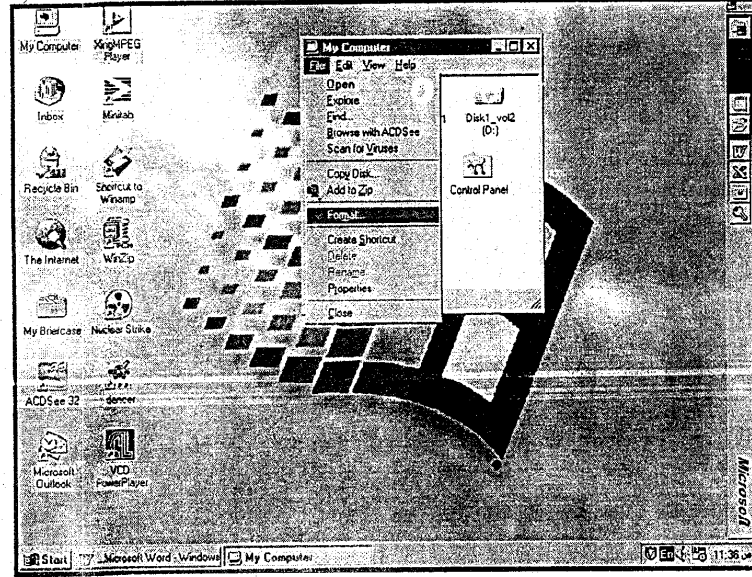 My Computer
XingMPEG
Player
Inbox
Minitab
Recycle Bin
Shortcut to
Winamp
The Internet
WinZip
My Briefcase
Nuclear Strike
ACDSee 32
dancer
Microsoft
Outlook
VCD
PowerPlayer
My Computer
File Edit View Help
Open
Explore
Find...
Browse with ACDSee
Scan for Viruses
Copy Disk...
Add to Zip
Format...
Create Shortcut
Delete
Rename
Properties
Close
Disk1_vol2
(D:)
Control Panel
Microsoft
Start
Microsoft Word - Windows
My Computer
En
11:36